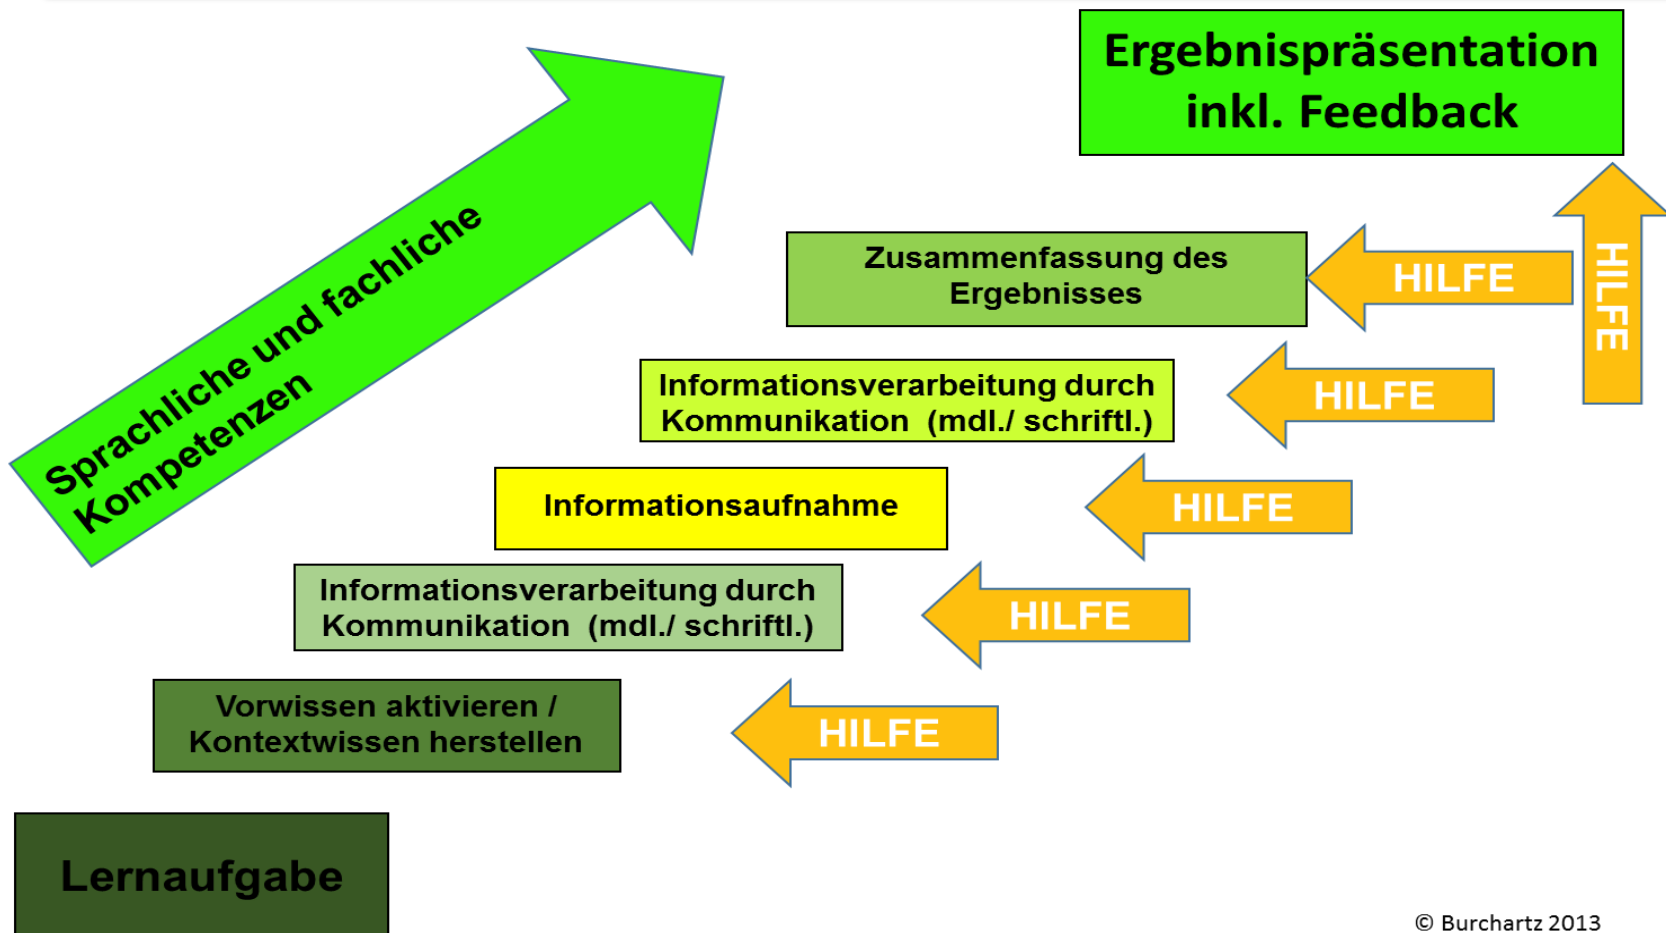 Ergebnispräsentation
inkl. Feedback
Sprachliche und fachliche
Kompetenzen
Zusammenfassung des
Ergebnisses
HILFE
HILFE
Informationsverarbeitung durch
Kommunikation (mdl./ schriftl.)
HILFE
Informationsaufnahme
HILFE
Informationsverarbeitung durch
Kommunikation (mdl./ schriftl.)
HILFE
Vorwissen aktivieren /
Kontextwissen herstellen
HILFE
Lernaufgabe
© Burchartz 2013